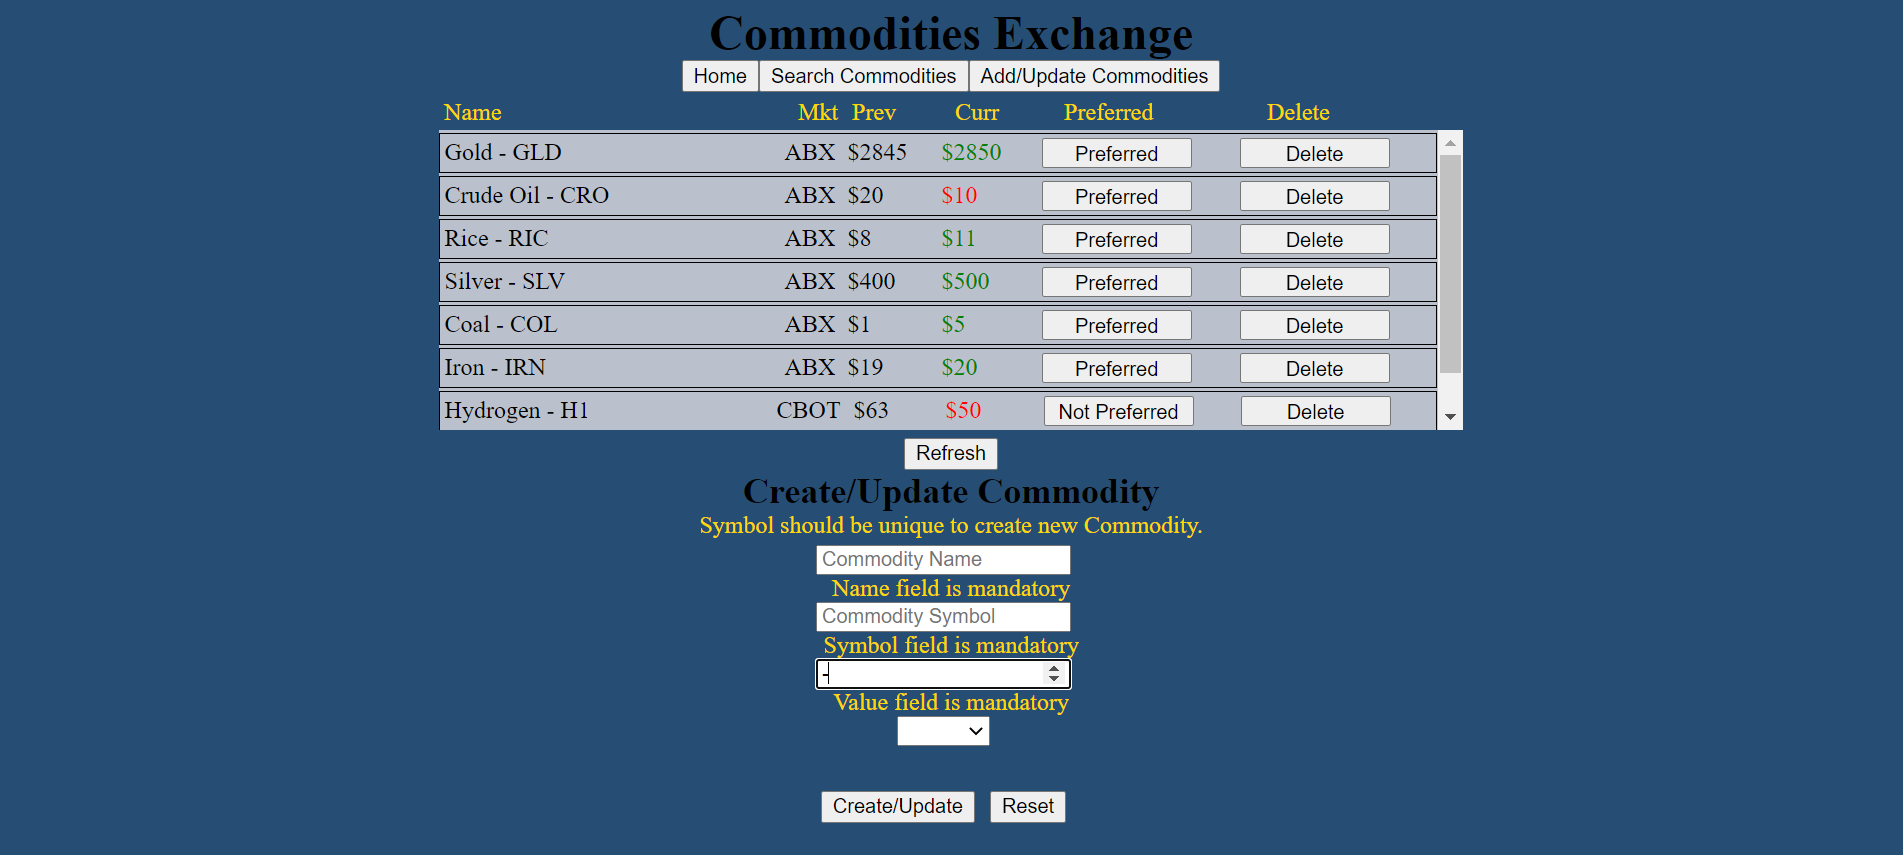 Commodities Exchange
Home Search Commodities Add/Update Commodities
Name Mkt Prev Curr Preferred Delete
Gold - GLD ABX $2845 $2850 Preferred Delete
Crude Oil - CRO ABX $20 $10 Preferred Delete
Rice - RIC ABX $8 $11 Preferred Delete
Silver - SLV ABX $400 $500 Preferred Delete
Coal - COL ABX $1 $5 Preferred Delete
Iron - IRN ABX $19 $20 Preferred Delete
Hydrogen - H1 CBOT $63 $50 Not Preferred Delete
Refresh
Create/Update Commodity
Symbol should be unique to create new Commodity.
Commodity Name
Name field is mandatory
Commodity Symbol
Symbol field is mandatory
-
Value field is mandatory
Create/Update Reset